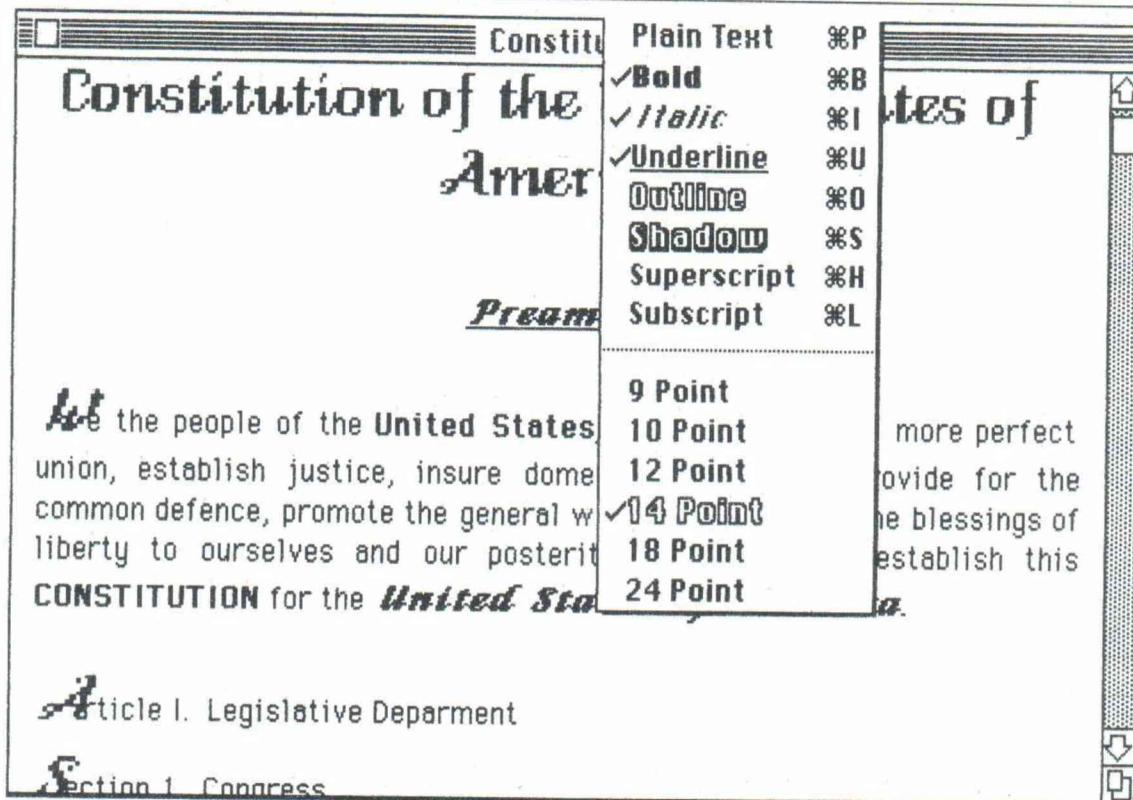 Constitu
Constitution of the tes of
Amer
Pream
We the people of the United States, more perfect
union, establish justice, insure dome ovide for the
common defence, promote the general w he blessings of
liberty to ourselves and our posterit establish this
CONSTITUTION for the United Sta a.
Article I. Legislative Deparment
Section 1. Congress
Plain Text ⌘P
✓Bold ⌘B
✓Italic ⌘I
✓Underline ⌘U
Outline ⌘O
Shadow ⌘S
Superscript ⌘H
Subscript ⌘L
9 Point
10 Point
12 Point
✓14 Point
18 Point
24 Point